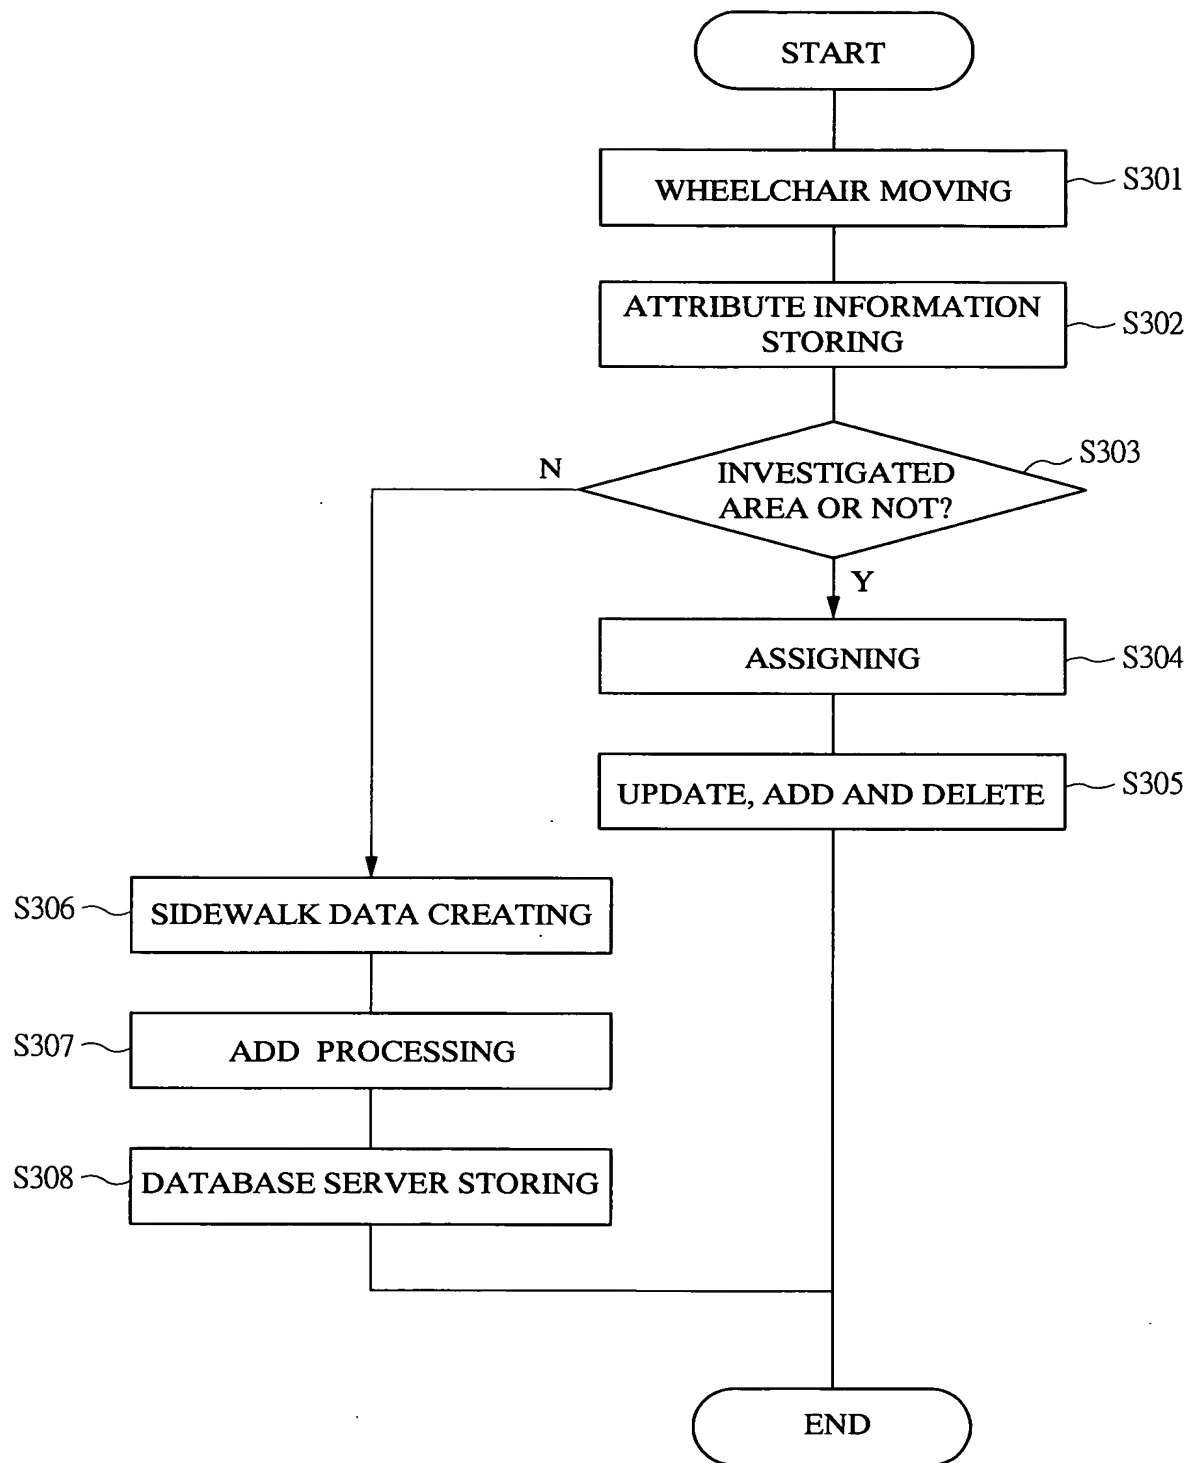 START
WHEELCHAIR MOVING
S301
ATTRIBUTE INFORMATION
STORING
S302
INVESTIGATED
AREA OR NOT?
S303
N
Y
ASSIGNING
S304
UPDATE, ADD AND DELETE
S305
S306
SIDEWALK DATA CREATING
S307
ADD PROCESSING
S308
DATABASE SERVER STORING
END